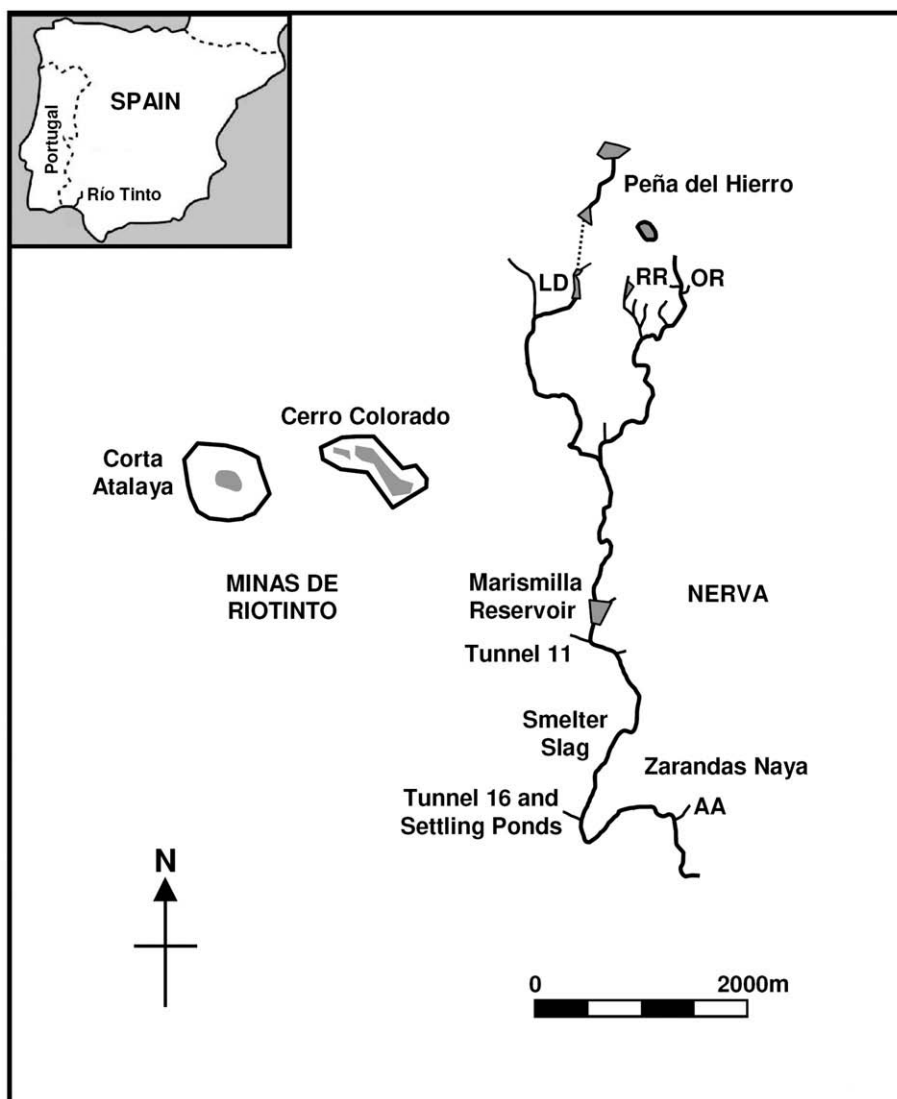 SPAIN
Portugal
Río Tinto
Peña del Hierro
LD
RR
OR
Cerro Colorado
Corta
Atalaya
MINAS DE
RIOTINTO
Marismilla
Reservoir
NERVA
Tunnel 11
Smelter
Slag
Zarandas Naya
Tunnel 16 and
Settling Ponds
AA
N
0
2000m